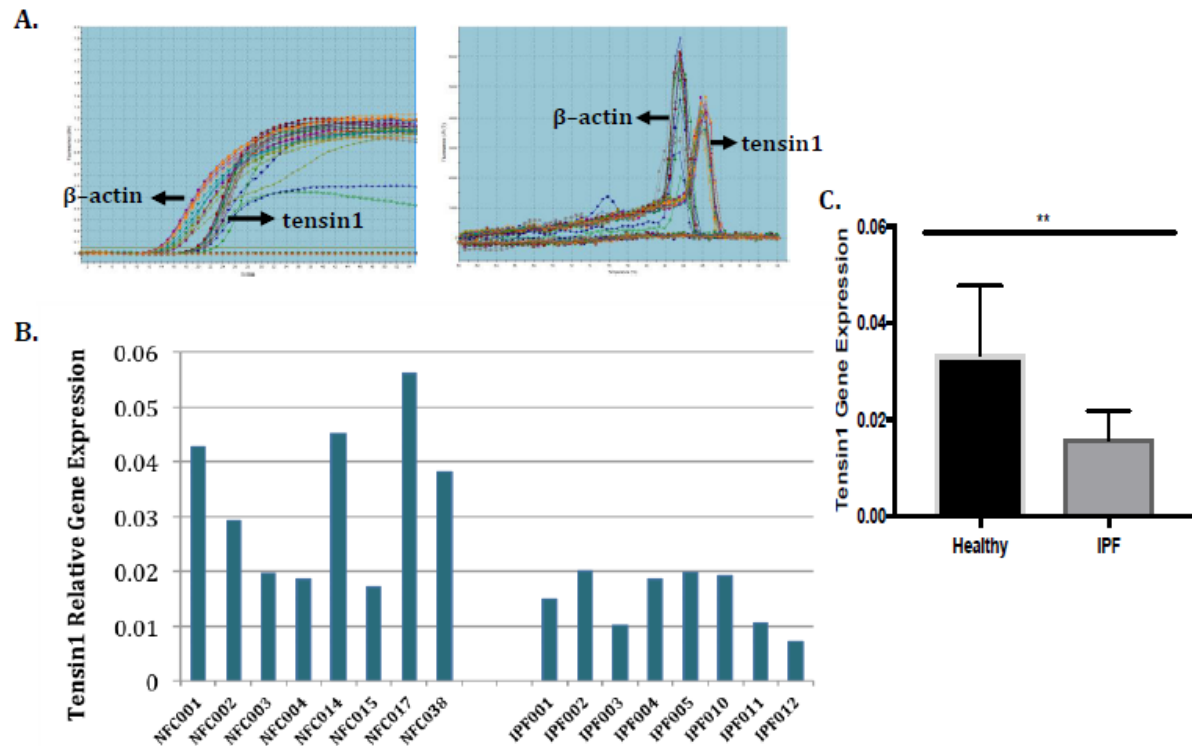 A.
β-actin
tensin1
β-actin
tensin1
B.
Tensin1 Relative Gene Expression
0.06
0.05
0.04
0.03
0.02
0.01
0
NFC001
NFC002
NFC003
NFC004
NFC014
NFC015
NFC017
NFC038
IPF001
IPF002
IPF003
IPF004
IPF005
IPF010
IPF011
IPF012
C.
Tensin1 Gene Expression
0.06
0.04
0.02
0.00
**
Healthy
IPF